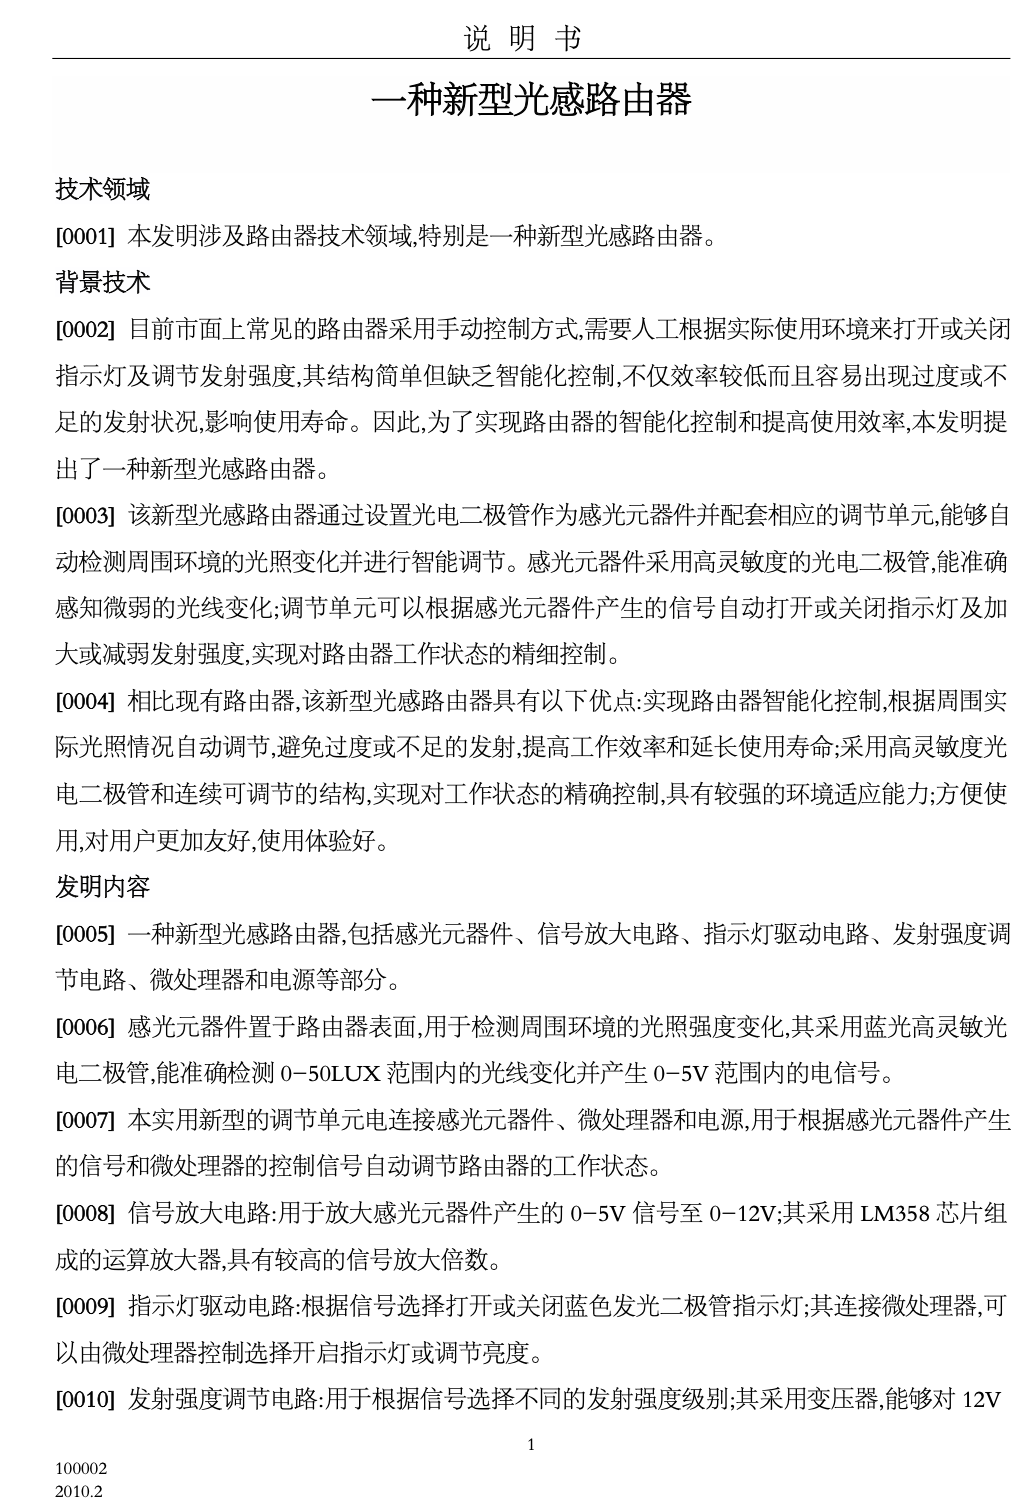 说 明 书
一种新型光感路由器
技术领域
[0001] 本发明涉及路由器技术领域,特别是一种新型光感路由器。
背景技术
[0002] 目前市面上常见的路由器采用手动控制方式,需要人工根据实际使用环境来打开或关闭
指示灯及调节发射强度,其结构简单但缺乏智能化控制,不仅效率较低而且容易出现过度或不
足的发射状况,影响使用寿命。因此,为了实现路由器的智能化控制和提高使用效率,本发明提
出了一种新型光感路由器。
[0003] 该新型光感路由器通过设置光电二极管作为感光元器件并配套相应的调节单元,能够自
动检测周围环境的光照变化并进行智能调节。感光元器件采用高灵敏度的光电二极管,能准确
感知微弱的光线变化;调节单元可以根据感光元器件产生的信号自动打开或关闭指示灯及加
大或减弱发射强度,实现对路由器工作状态的精细控制。
[0004] 相比现有路由器,该新型光感路由器具有以下优点:实现路由器智能化控制,根据周围实
际光照情况自动调节,避免过度或不足的发射,提高工作效率和延长使用寿命;采用高灵敏度光
电二极管和连续可调节的结构,实现对工作状态的精确控制,具有较强的环境适应能力;方便使
用,对用户更加友好,使用体验好。
发明内容
[0005] 一种新型光感路由器,包括感光元器件、信号放大电路、指示灯驱动电路、发射强度调
节电路、微处理器和电源等部分。
[0006] 感光元器件置于路由器表面,用于检测周围环境的光照强度变化,其采用蓝光高灵敏光
电二极管,能准确检测 0-50LUX 范围内的光线变化并产生 0-5V 范围内的电信号。
[0007] 本实用新型的调节单元电连接感光元器件、微处理器和电源,用于根据感光元器件产生
的信号和微处理器的控制信号自动调节路由器的工作状态。
[0008] 信号放大电路:用于放大感光元器件产生的 0-5V 信号至 0-12V;其采用 LM358 芯片组
成的运算放大器,具有较高的信号放大倍数。
[0009] 指示灯驱动电路:根据信号选择打开或关闭蓝色发光二极管指示灯;其连接微处理器,可
以由微处理器控制选择开启指示灯或调节亮度。
[0010] 发射强度调节电路:用于根据信号选择不同的发射强度级别;其采用变压器,能够对 12V
1
100002
2010.2